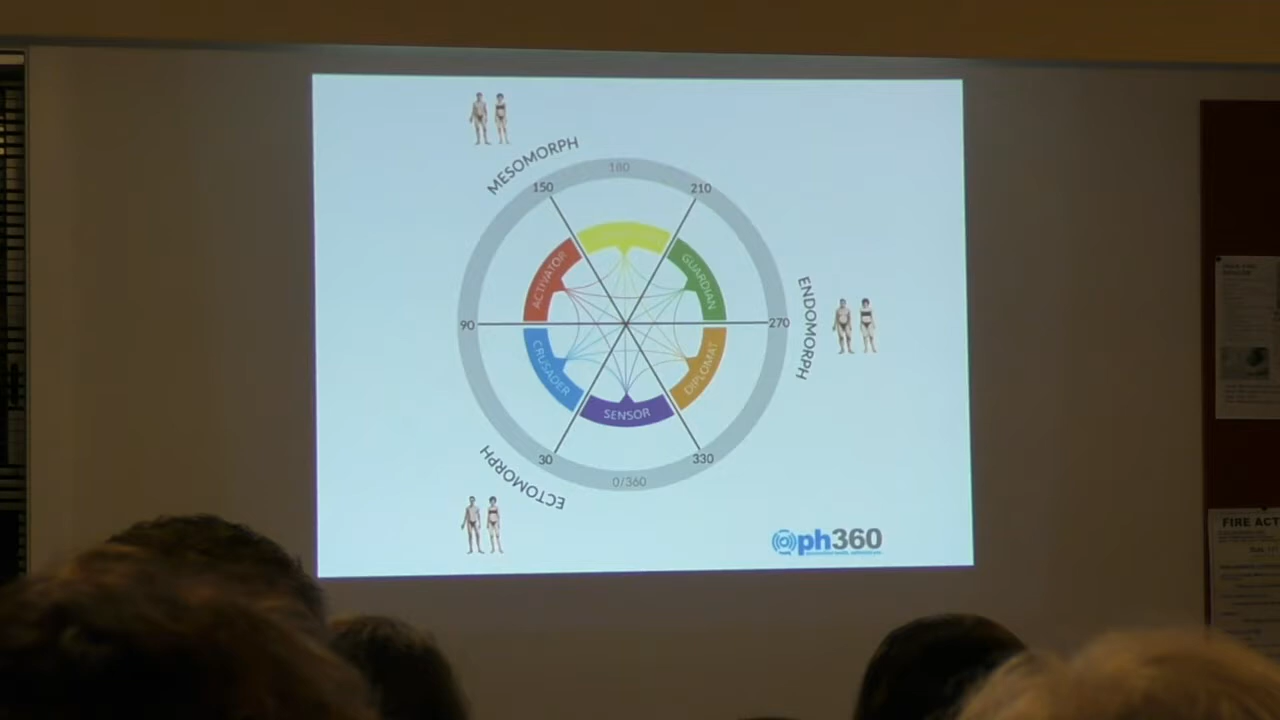 MESOMORPH
180
150
210
ACTIVATOR
GUARDIAN
ENDOMORPH
90
270
CRUSADER
DIPLOMAT
SENSOR
30
330
ECTOMORPH
0/360
ph360
FIRE ACT